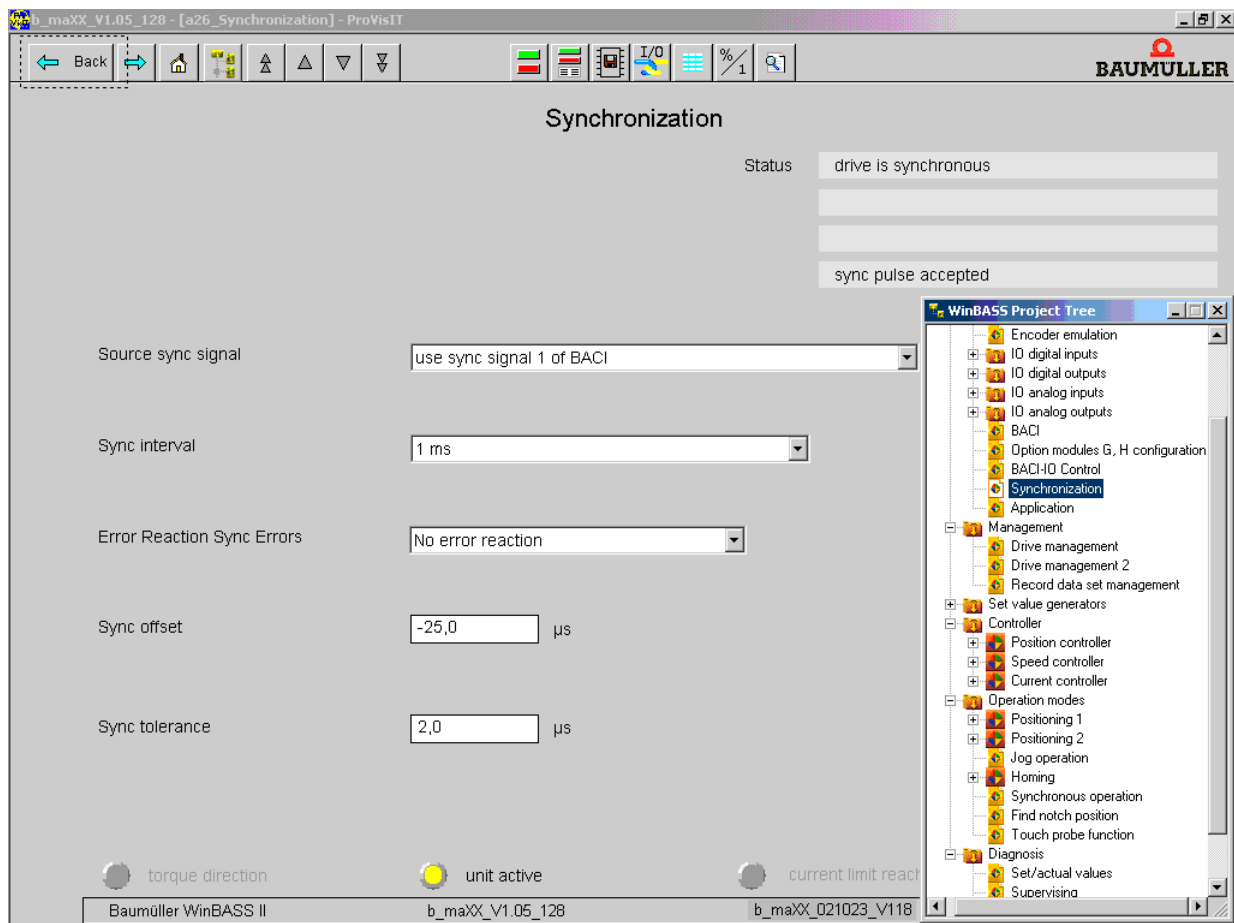 b_maXX_V1.05_128 - [a26_Synchronization] - ProVisIT
Back
I/O
%/1
BAUMÜLLER
Synchronization
Status
drive is synchronous
sync pulse accepted
Source sync signal
use sync signal 1 of BACI
Sync interval
1 ms
Error Reaction Sync Errors
No error reaction
Sync offset
-25,0
µs
Sync tolerance
2,0
µs
torque direction
unit active
current limit reach
Baumüller WinBASS II
b_maXX_V1.05_128
b_maXX_021023_V118
WinBASS Project Tree
Encoder emulation
IO digital inputs
IO digital outputs
IO analog inputs
IO analog outputs
BACI
Option modules G, H configuration
BACI-IO Control
Synchronization
Application
Management
Drive management
Drive management 2
Record data set management
Set value generators
Controller
Position controller
Speed controller
Current controller
Operation modes
Positioning 1
Positioning 2
Jog operation
Homing
Synchronous operation
Find notch position
Touch probe function
Diagnosis
Set/actual values
Supervising